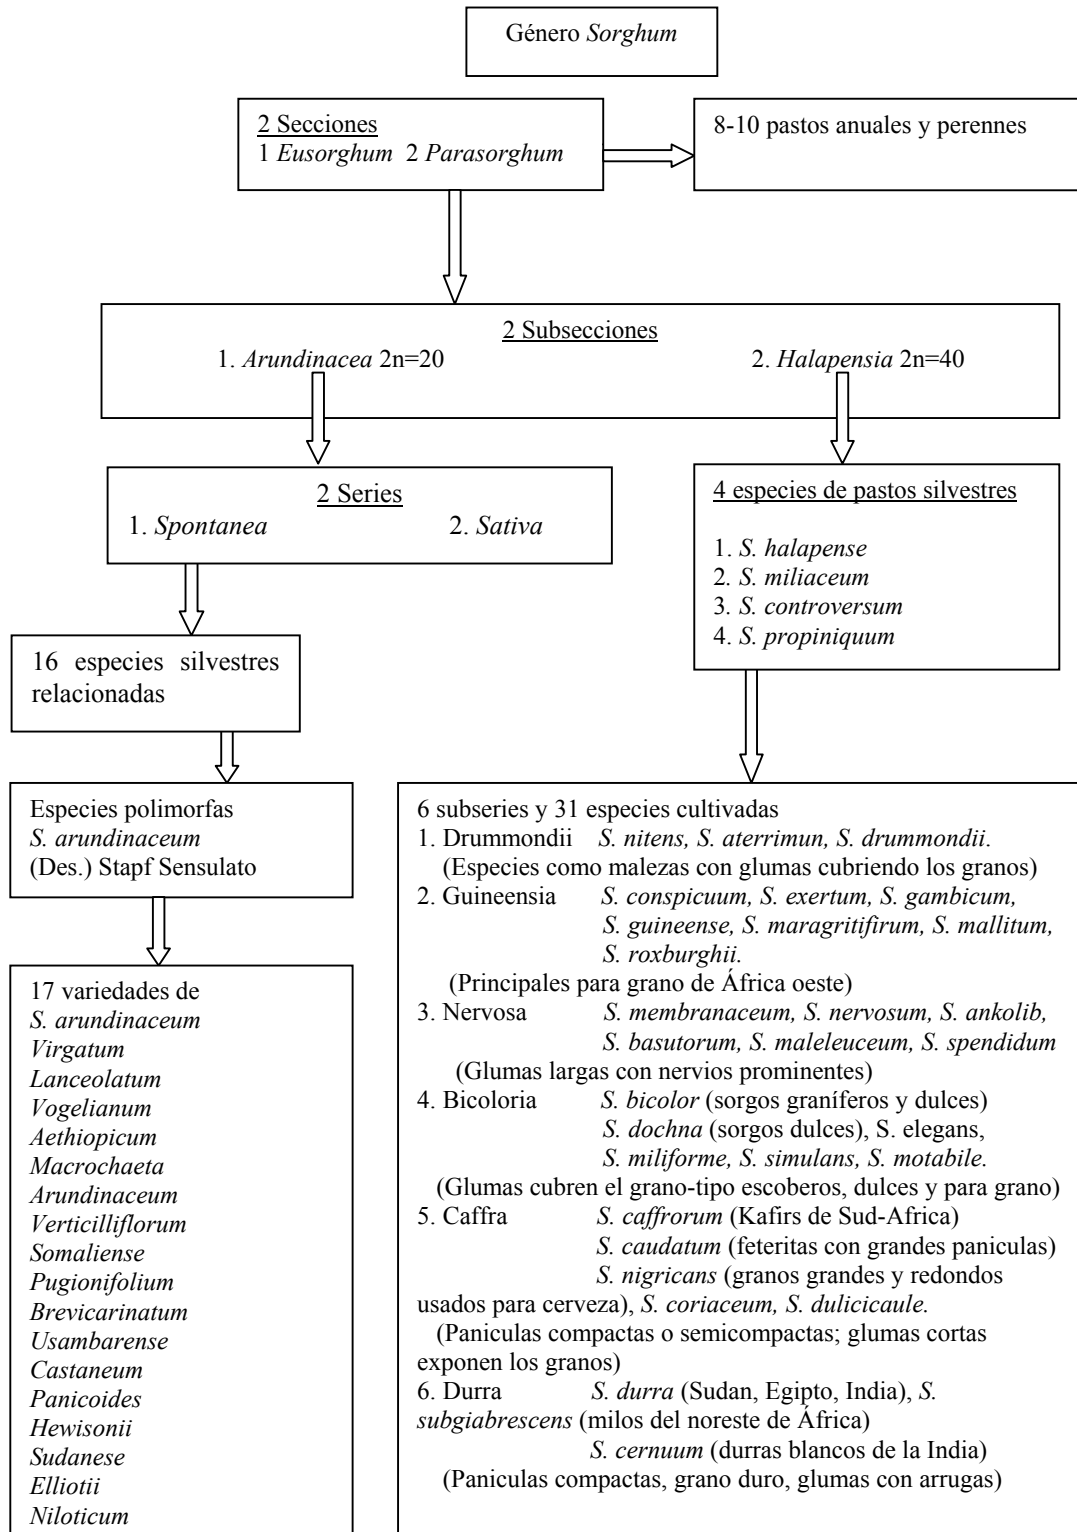 Género Sorghum
2 Secciones
1 Eusorghum 2 Parasorghum
8-10 pastos anuales y perennes
2 Subsecciones
1. Arundinacea 2n=20
2. Halapensia 2n=40
2 Series
1. Spontanea
2. Sativa
4 especies de pastos silvestres
1. S. halapense
2. S. miliaceum
3. S. controversum
4. S. propiniquum
16 especies silvestres
relacionadas
Especies polimorfas
S. arundinaceum
(Des.) Stapf Sensulato
17 variedades de
S. arundinaceum
Virgatum
Lanceolatum
Vogelianum
Aethiopicum
Macrochaeta
Arundinaceum
Verticilliflorum
Somaliense
Pugionifolium
Brevicarinatum
Usambarense
Castaneum
Panicoides
Hewisonii
Sudanese
Elliotii
Niloticum
6 subseries y 31 especies cultivadas
1. Drummondii S. nitens, S. aterrimun, S. drummondii.
(Especies como malezas con glumas cubriendo los granos)
2. Guineensia S. conspicuum, S. exertum, S. gambicum,
S. guineense, S. maragritifirum, S. mallitum,
S. roxburghii.
(Principales para grano de África oeste)
3. Nervosa S. membranaceum, S. nervosum, S. ankolib,
S. basutorum, S. maleleuceum, S. spendidum
(Glumas largas con nervios prominentes)
4. Bicoloria S. bicolor (sorgos graníferos y dulces)
S. dochna (sorgos dulces), S. elegans,
S. miliforme, S. simulans, S. motabile.
(Glumas cubren el grano-tipo escoberos, dulces y para grano)
5. Caffra S. caffrorum (Kafirs de Sud-Africa)
S. caudatum (feteritas con grandes paniculas)
S. nigricans (granos grandes y redondos
usados para cerveza), S. coriaceum, S. dulicicaule.
(Paniculas compactas o semicompactas; glumas cortas
exponen los granos)
6. Durra S. durra (Sudan, Egipto, India), S.
subgiabrescens (milos del noreste de África)
S. cernuum (durras blancos de la India)
(Paniculas compactas, grano duro, glumas con arrugas)